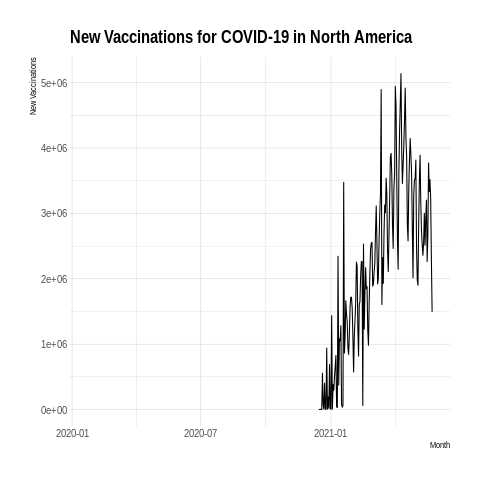 New Vaccinations for COVID-19 in North America
New Vaccinations
5e+06
4e+06
3e+06
2e+06
1e+06
0e+00
2020-01
2020-07
2021-01
Month